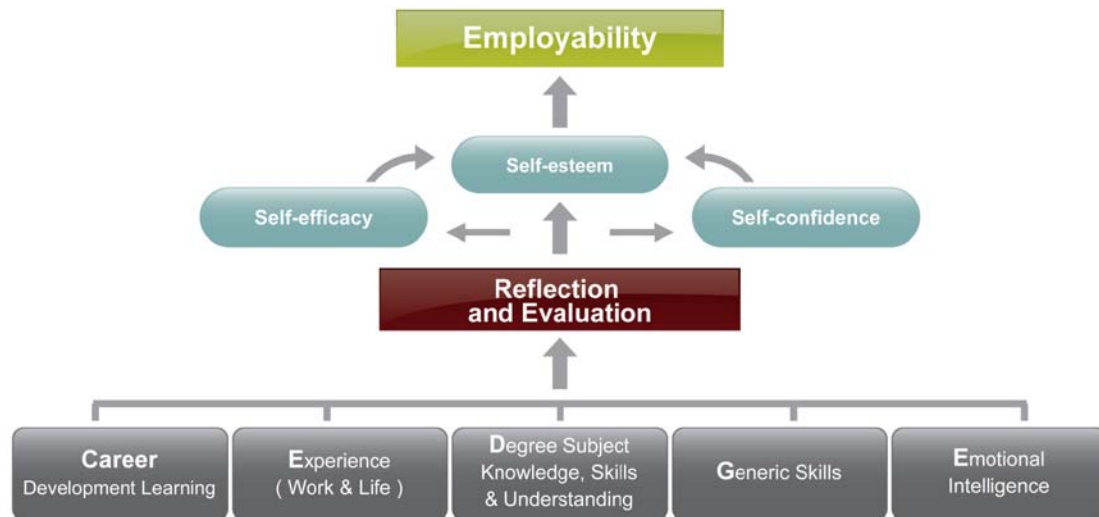 Employability
Self-esteem
Self-efficacy
Self-confidence
Reflection
and Evaluation
Career
Development Learning
Experience
( Work & Life )
Degree Subject
Knowledge, Skills
& Understanding
Generic Skills
Emotional
Intelligence